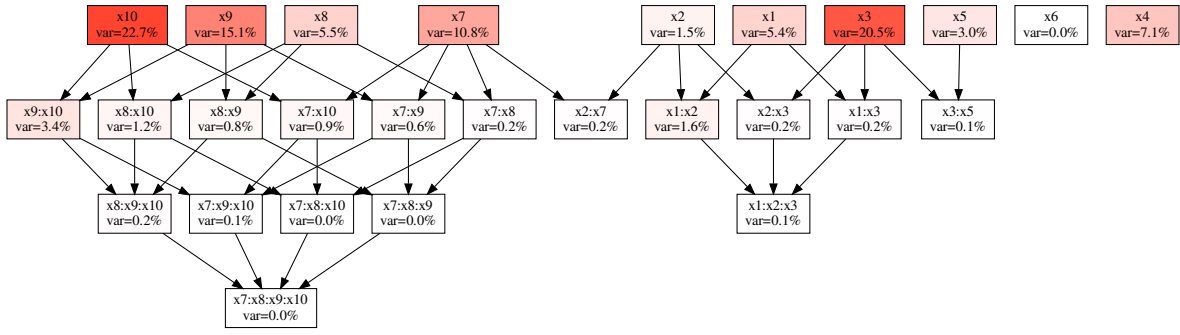 x10
var=22.7%
x9
var=15.1%
x8
var=5.5%
x7
var=10.8%
x2
var=1.5%
x1
var=5.4%
x3
var=20.5%
x5
var=3.0%
x6
var=0.0%
x4
var=7.1%
x9:x10
var=3.4%
x8:x10
var=1.2%
x8:x9
var=0.8%
x7:x10
var=0.9%
x7:x9
var=0.6%
x7:x8
var=0.2%
x2:x7
var=0.2%
x1:x2
var=1.6%
x2:x3
var=0.2%
x1:x3
var=0.2%
x3:x5
var=0.1%
x8:x9:x10
var=0.2%
x7:x9:x10
var=0.1%
x7:x8:x10
var=0.0%
x7:x8:x9
var=0.0%
x1:x2:x3
var=0.1%
x7:x8:x9:x10
var=0.0%